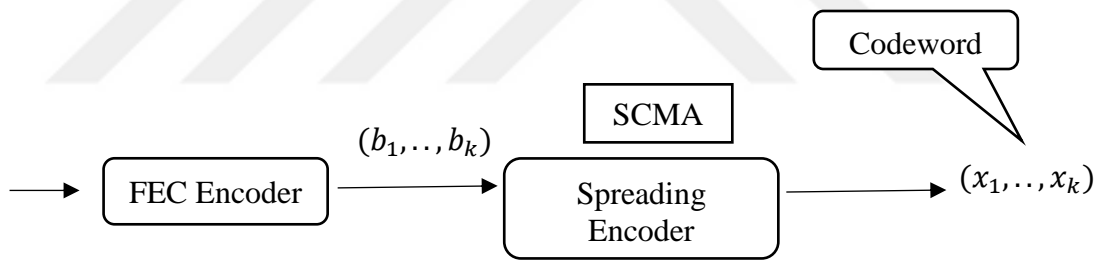 Codeword
SCMA
(b₁,..,bₖ)
(x₁,..,xₖ)
FEC Encoder
Spreading
Encoder